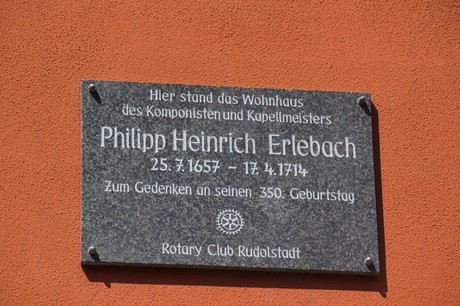 Hier stand das Wohnhaus
des Komponisten und Kapellmeisters
Philipp Heinrich Erlebach
25.7.1657 - 17.4.1714
Zum Gedenken an seinen 350. Geburtstag
Rotary Club Rudolstadt